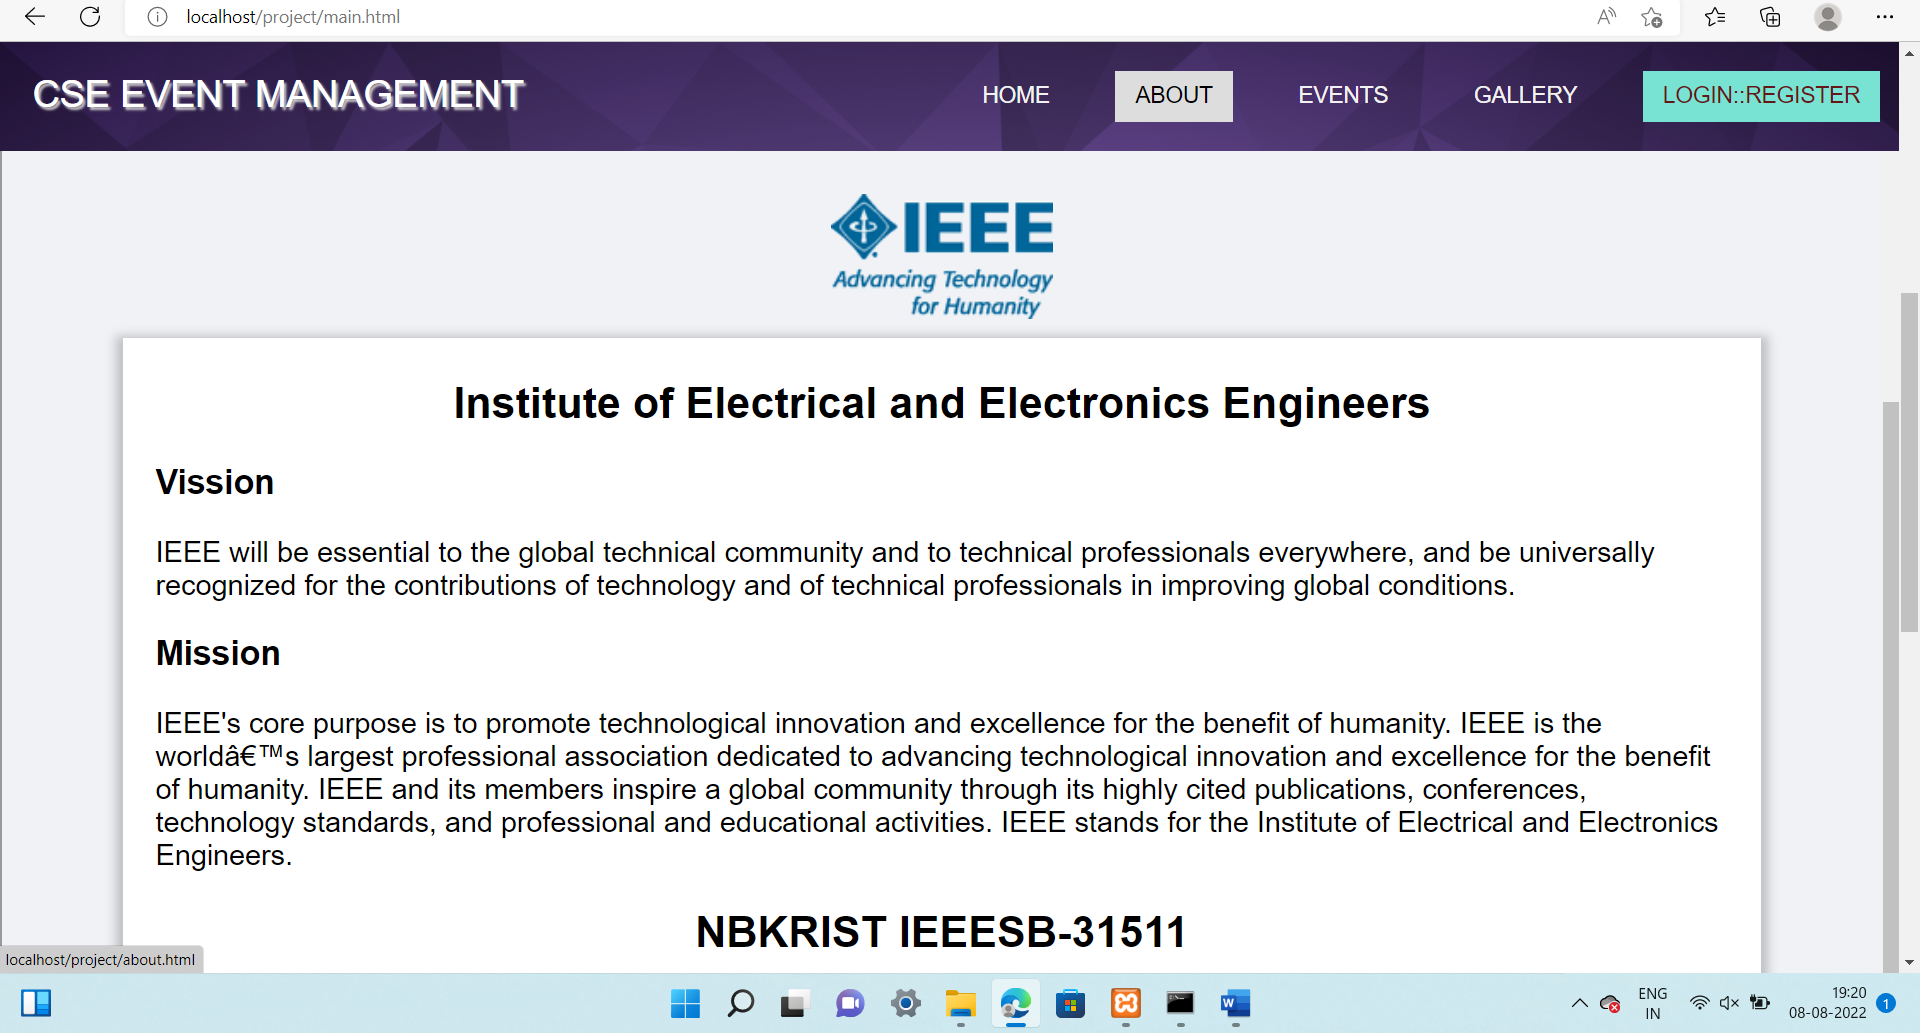 localhost/project/main.html
CSE EVENT MANAGEMENT
HOME
ABOUT
EVENTS
GALLERY
LOGIN::REGISTER
IEEE
Advancing Technology
for Humanity
Institute of Electrical and Electronics Engineers
Vission
IEEE will be essential to the global technical community and to technical professionals everywhere, and be universally
recognized for the contributions of technology and of technical professionals in improving global conditions.
Mission
IEEE's core purpose is to promote technological innovation and excellence for the benefit of humanity. IEEE is the
worldâ€™s largest professional association dedicated to advancing technological innovation and excellence for the benefit
of humanity. IEEE and its members inspire a global community through its highly cited publications, conferences,
technology standards, and professional and educational activities. IEEE stands for the Institute of Electrical and Electronics
Engineers.
NBKRIST IEEESB-31511
localhost/project/about.html
ENG
IN
19:20
08-08-2022
1